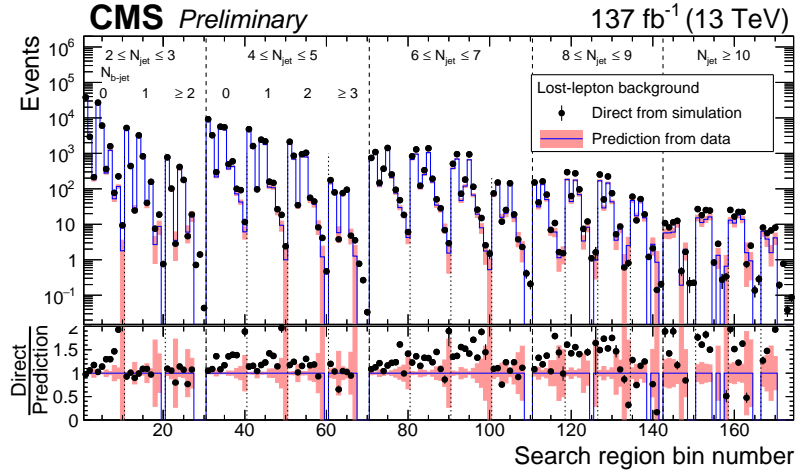 CMS Preliminary 137 fb⁻¹ (13 TeV)
Events
10⁶
10⁵
10⁴
10³
10²
10
1
10⁻¹
2 ≤ N_jet ≤ 3 4 ≤ N_jet ≤ 5 6 ≤ N_jet ≤ 7 8 ≤ N_jet ≤ 9 N_jet ≥ 10
N_b-jet
0 1 ≥ 2 0 1 2 ≥ 3
Lost-lepton background
Direct from simulation
Prediction from data
Direct
Prediction
2
1.5
1
0.5
0
20 40 60 80 100 120 140 160
Search region bin number